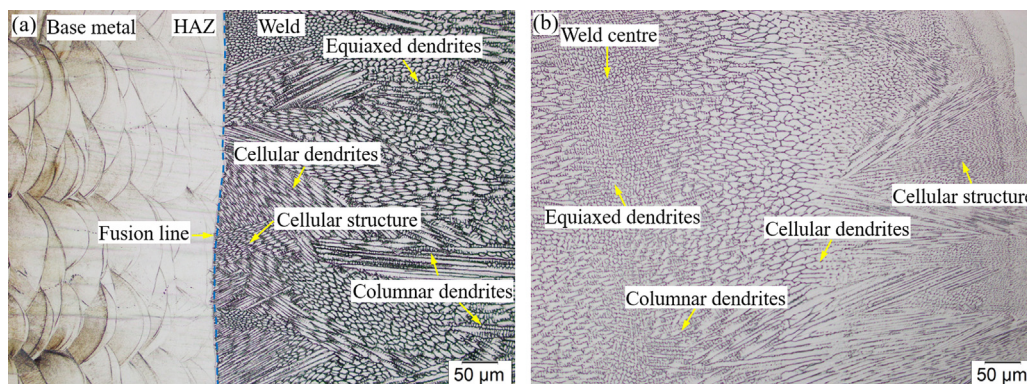 (a) Base metal HAZ Weld
Equiaxed dendrites
Cellular dendrites
Cellular structure
Fusion line
Columnar dendrites
50 µm
(b)
Weld centre
Cellular structure
Equiaxed dendrites
Cellular dendrites
Columnar dendrites
50 µm